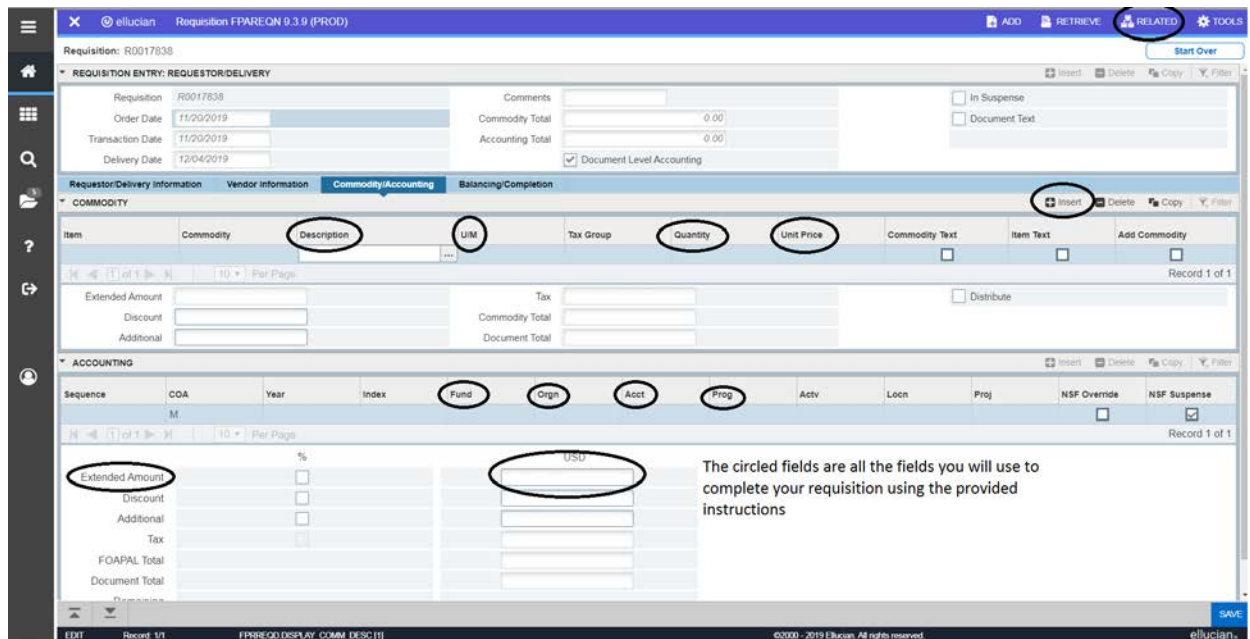 ellucian Requisition FPAREQN 9.3.9 (PROD) ADD RETRIEVE RELATED TOOLS
Requisition: R0017838 Start Over
REQUISITION ENTRY: REQUESTOR/DELIVERY Insert Delete Copy Filter
Requisition R0017838 Comments In Suspense
Order Date 11/20/2019 Commodity Total 0.00 Document Text
Transaction Date 11/20/2019 Accounting Total 0.00
Delivery Date 12/04/2019 Document Level Accounting
Requestor/Delivery Information Vendor Information Commodity/Accounting Balancing/Completion
COMMODITY Insert Delete Copy Filter
Item Commodity Description U/M Tax Group Quantity Unit Price Commodity Text Item Text Add Commodity
...
1 of 1 10 Per Page Record 1 of 1
Extended Amount Tax Distribute
Discount Commodity Total
Additional Document Total
ACCOUNTING Insert Delete Copy Filter
Sequence COA Year Index Fund Orgn Acct Prog Actv Locn Proj NSF Override NSF Suspense
M
1 of 1 10 Per Page Record 1 of 1
% USD
Extended Amount
Discount
Additional
Tax
FOAPAL Total
Document Total
Remaining
The circled fields are all the fields you will use to
complete your requisition using the provided
instructions
SAVE
EDIT Record: 1/1 FPRREQD.DISPLAY_COMM_DESC [1] ©2000 - 2019 Ellucian. All rights reserved. ellucian